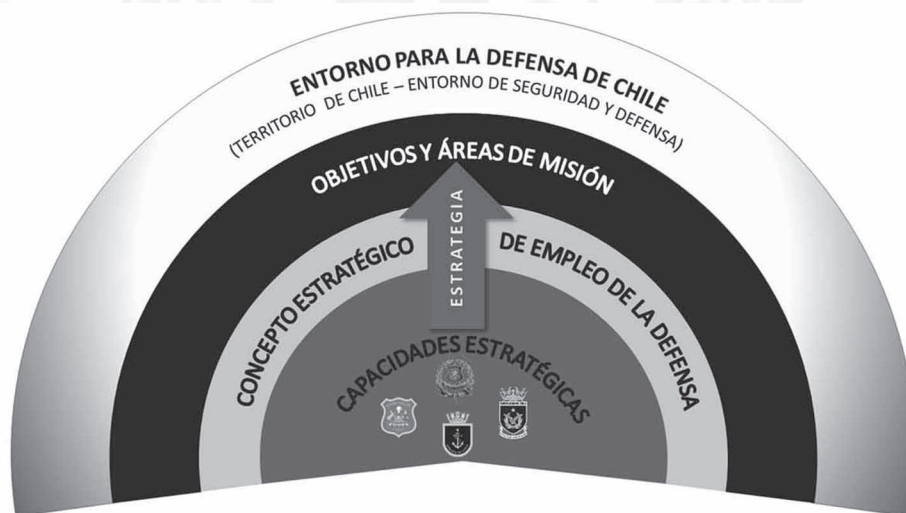 ENTORNO PARA LA DEFENSA DE CHILE
(TERRITORIO DE CHILE – ENTORNO DE SEGURIDAD Y DEFENSA)
OBJETIVOS Y ÁREAS DE MISIÓN
ESTRATEGIA
CONCEPTO ESTRATÉGICO DE EMPLEO DE LA DEFENSA
CAPACIDADES ESTRATÉGICAS